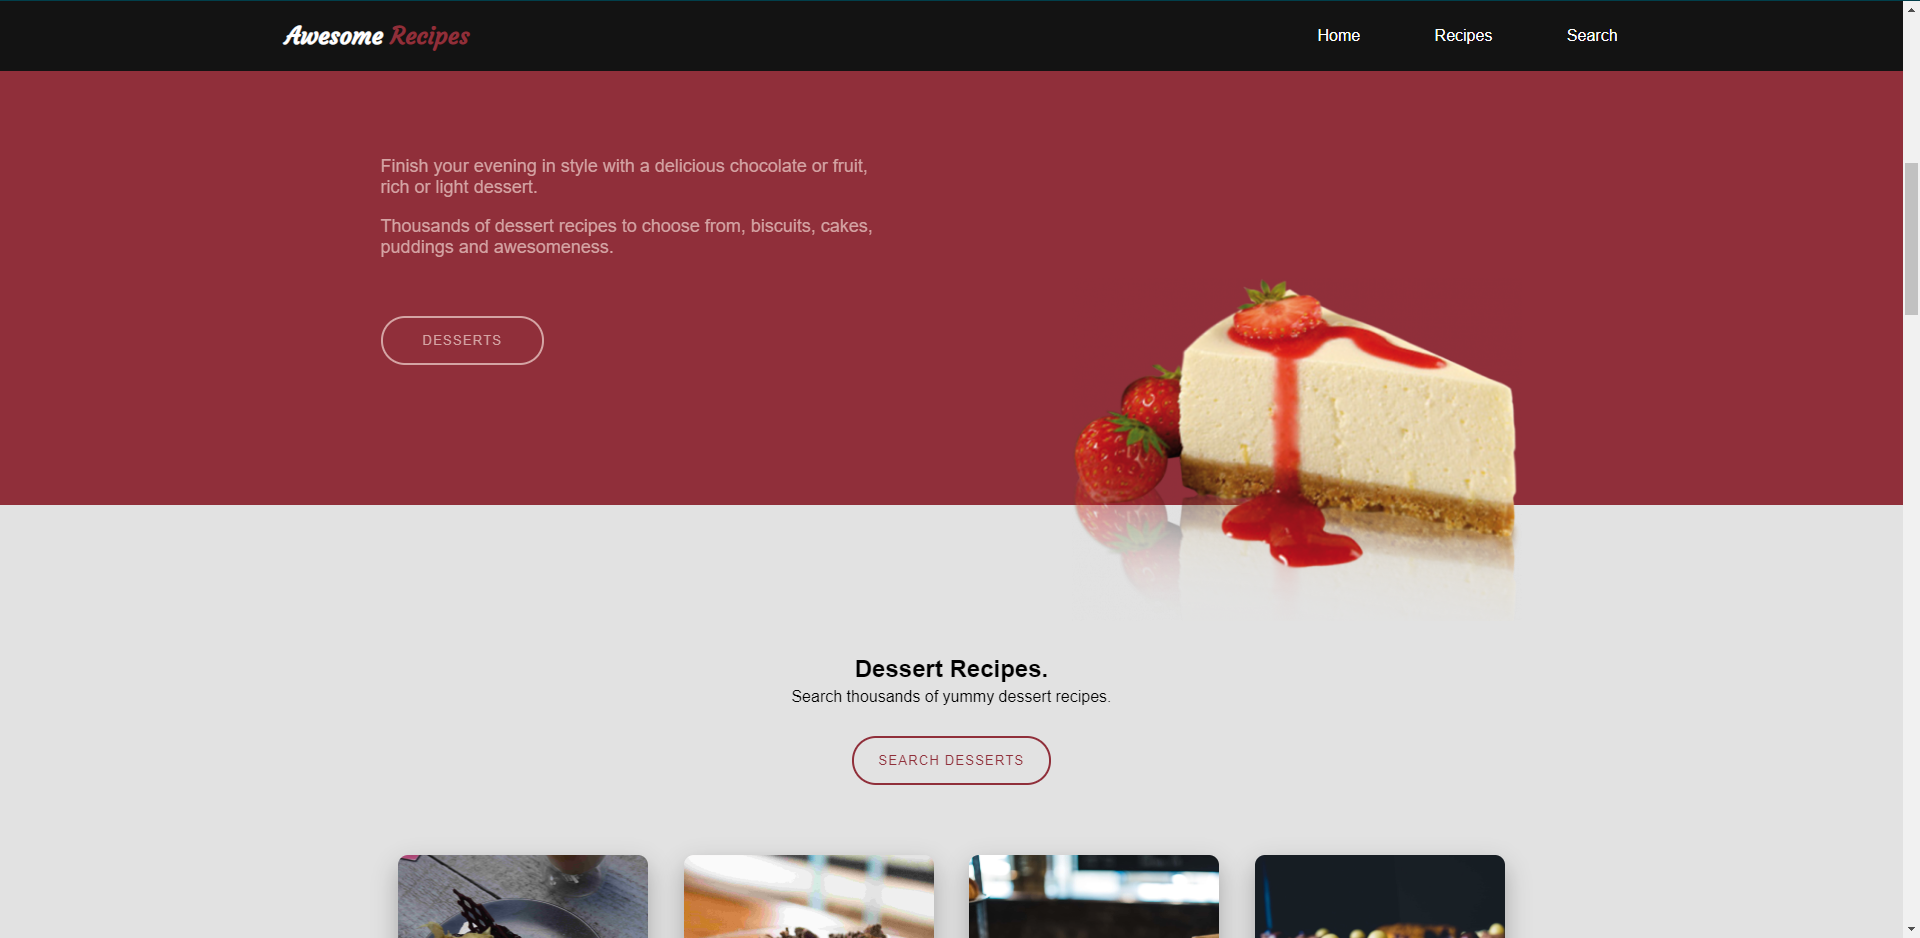 Awesome Recipes
Home
Recipes
Search
Finish your evening in style with a delicious chocolate or fruit,
rich or light dessert.
Thousands of dessert recipes to choose from, biscuits, cakes,
puddings and awesomeness.
DESSERTS
Dessert Recipes.
Search thousands of yummy dessert recipes.
SEARCH DESSERTS